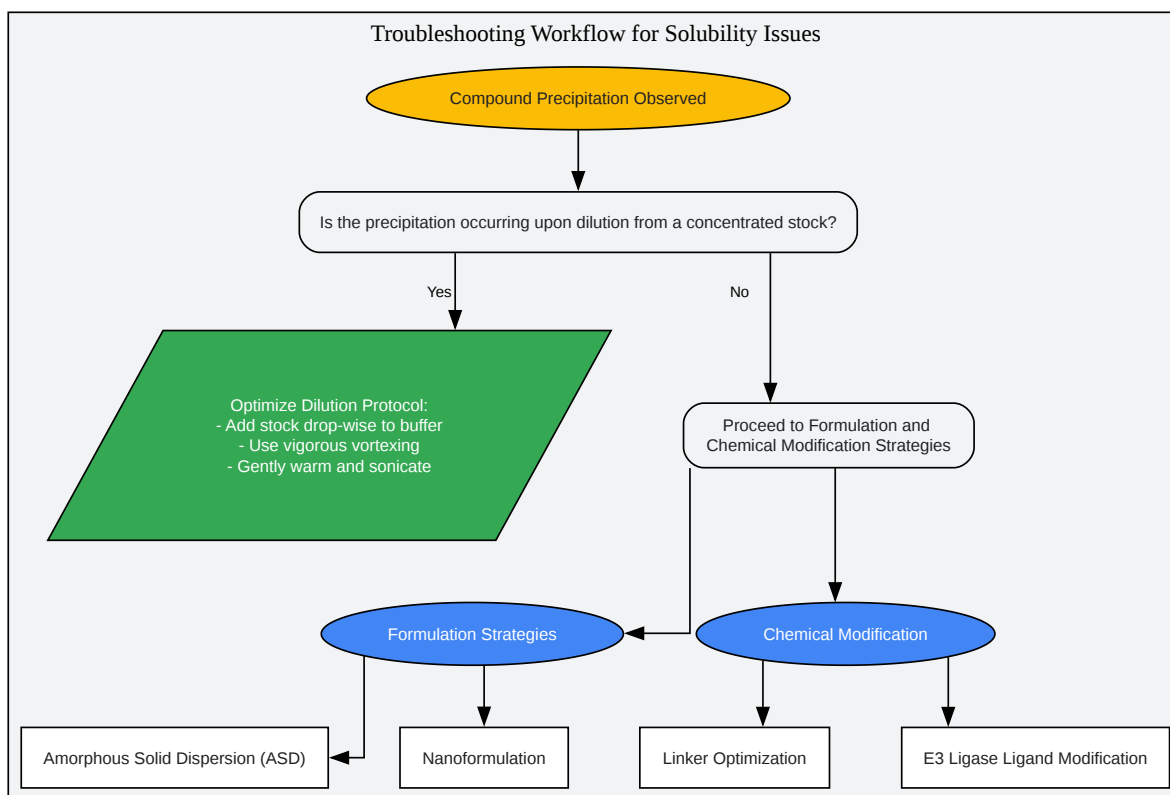 Troubleshooting Workflow for Solubility Issues
Compound Precipitation Observed
Is the precipitation occurring upon dilution from a concentrated stock?
Yes
No
Optimize Dilution Protocol:
- Add stock drop-wise to buffer
- Use vigorous vortexing
- Gently warm and sonicate
Proceed to Formulation and
Chemical Modification Strategies
Formulation Strategies
Chemical Modification
Amorphous Solid Dispersion (ASD)
Nanoformulation
Linker Optimization
E3 Ligase Ligand Modification